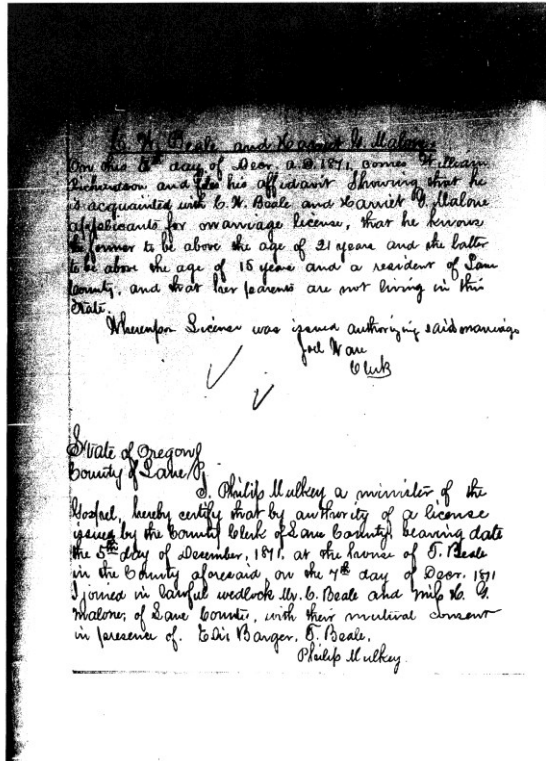 C. W. Beale and Harriet G. Malone.
On this 5th day of Decr. A.D. 1871, comes William
Richardson and files his affidavit Showing that he
is acquainted with C. W. Beale and Harriet G. Malone
applicants for marriage license, that he knows
the former to be above the age of 21 years and the latter
to be above the age of 15 years and a resident of Lane
County, and that her parents are not living in this
State.
Whereupon License was issued authorizing said marriage
Joel Ware
Clerk
State of Oregon
County of Lane
I, Philip Mulkey a minister of the
Gospel, hereby certify that by authority of a license
issued by the County Clerk of Lane County bearing date
the 5th day of December, 1871, at the house of T. Beale
in the County aforesaid, on the 7th day of Decr. 1871
I joined in lawful wedlock Mr. C. Beale and Miss H. G.
Malone, of Lane County, with their mutual consent
in presence of. Elis Barger, T. Beale.
Philip Mulkey.